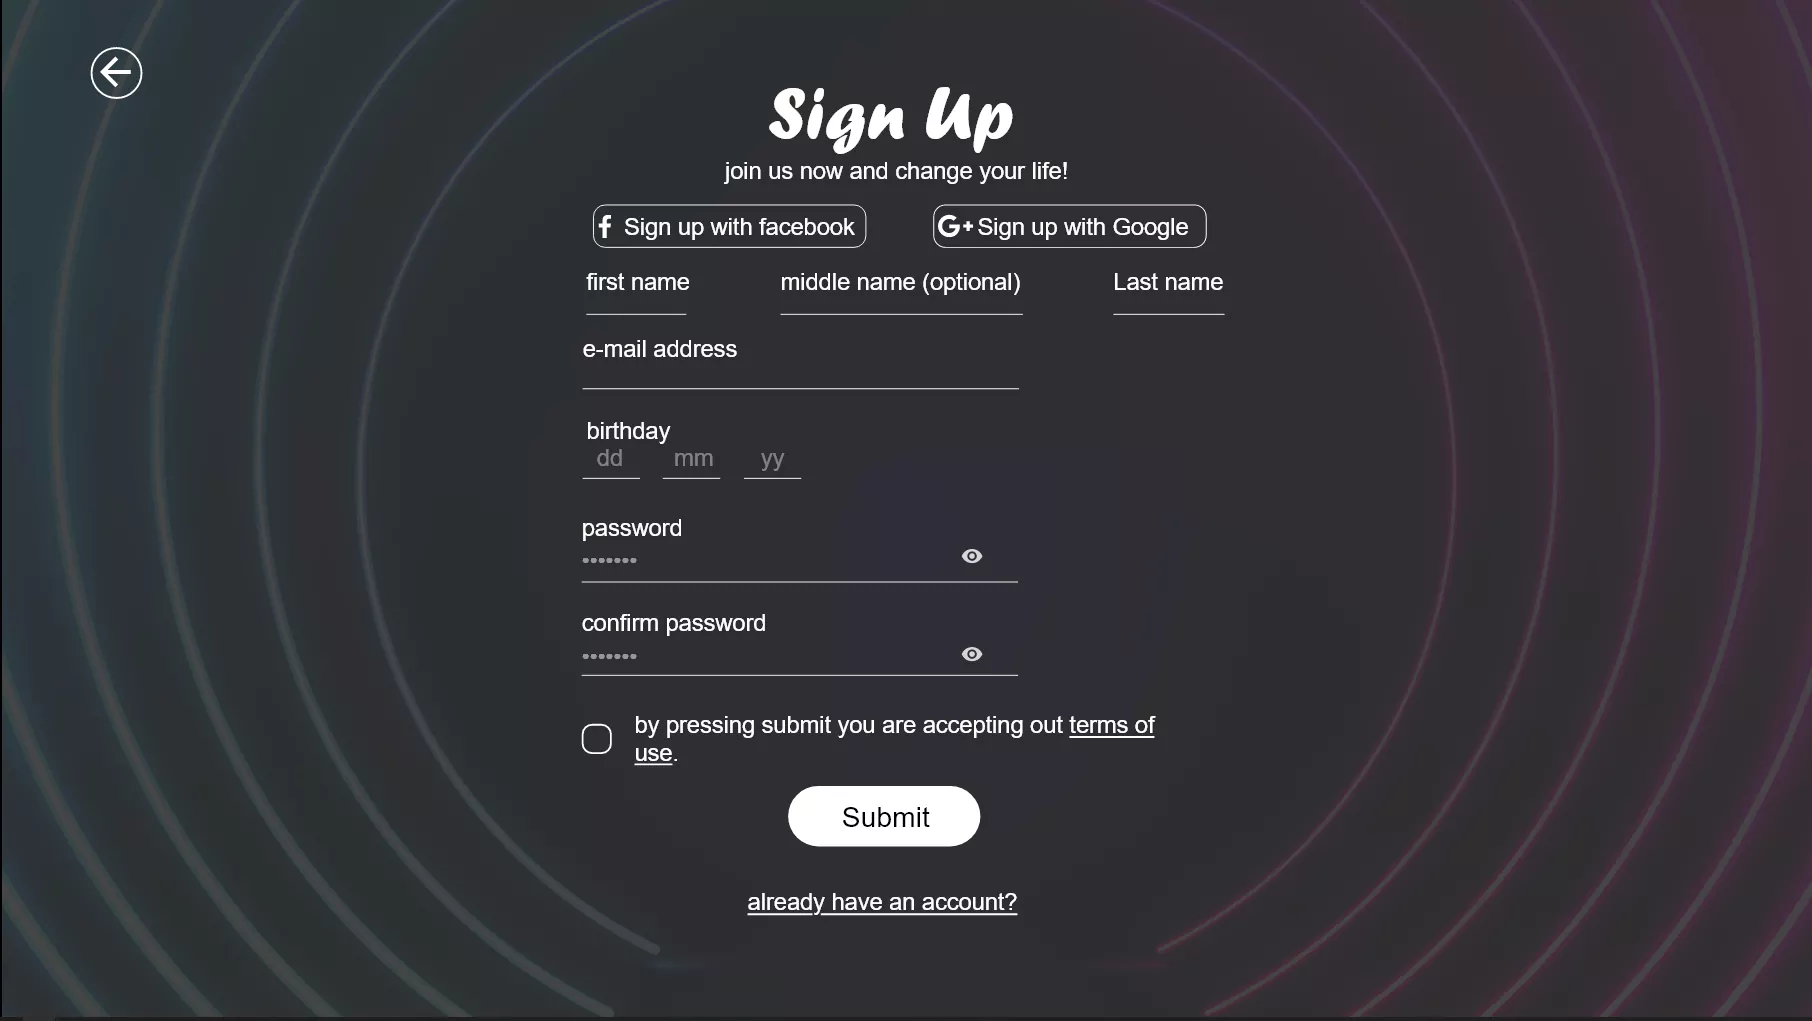 Sign Up
join us now and change your life!
Sign up with facebook
G+ Sign up with Google
first name
middle name (optional)
Last name
e-mail address
birthday
dd mm yy
password
•••••••
confirm password
•••••••
by pressing submit you are accepting out terms of
use.
Submit
already have an account?